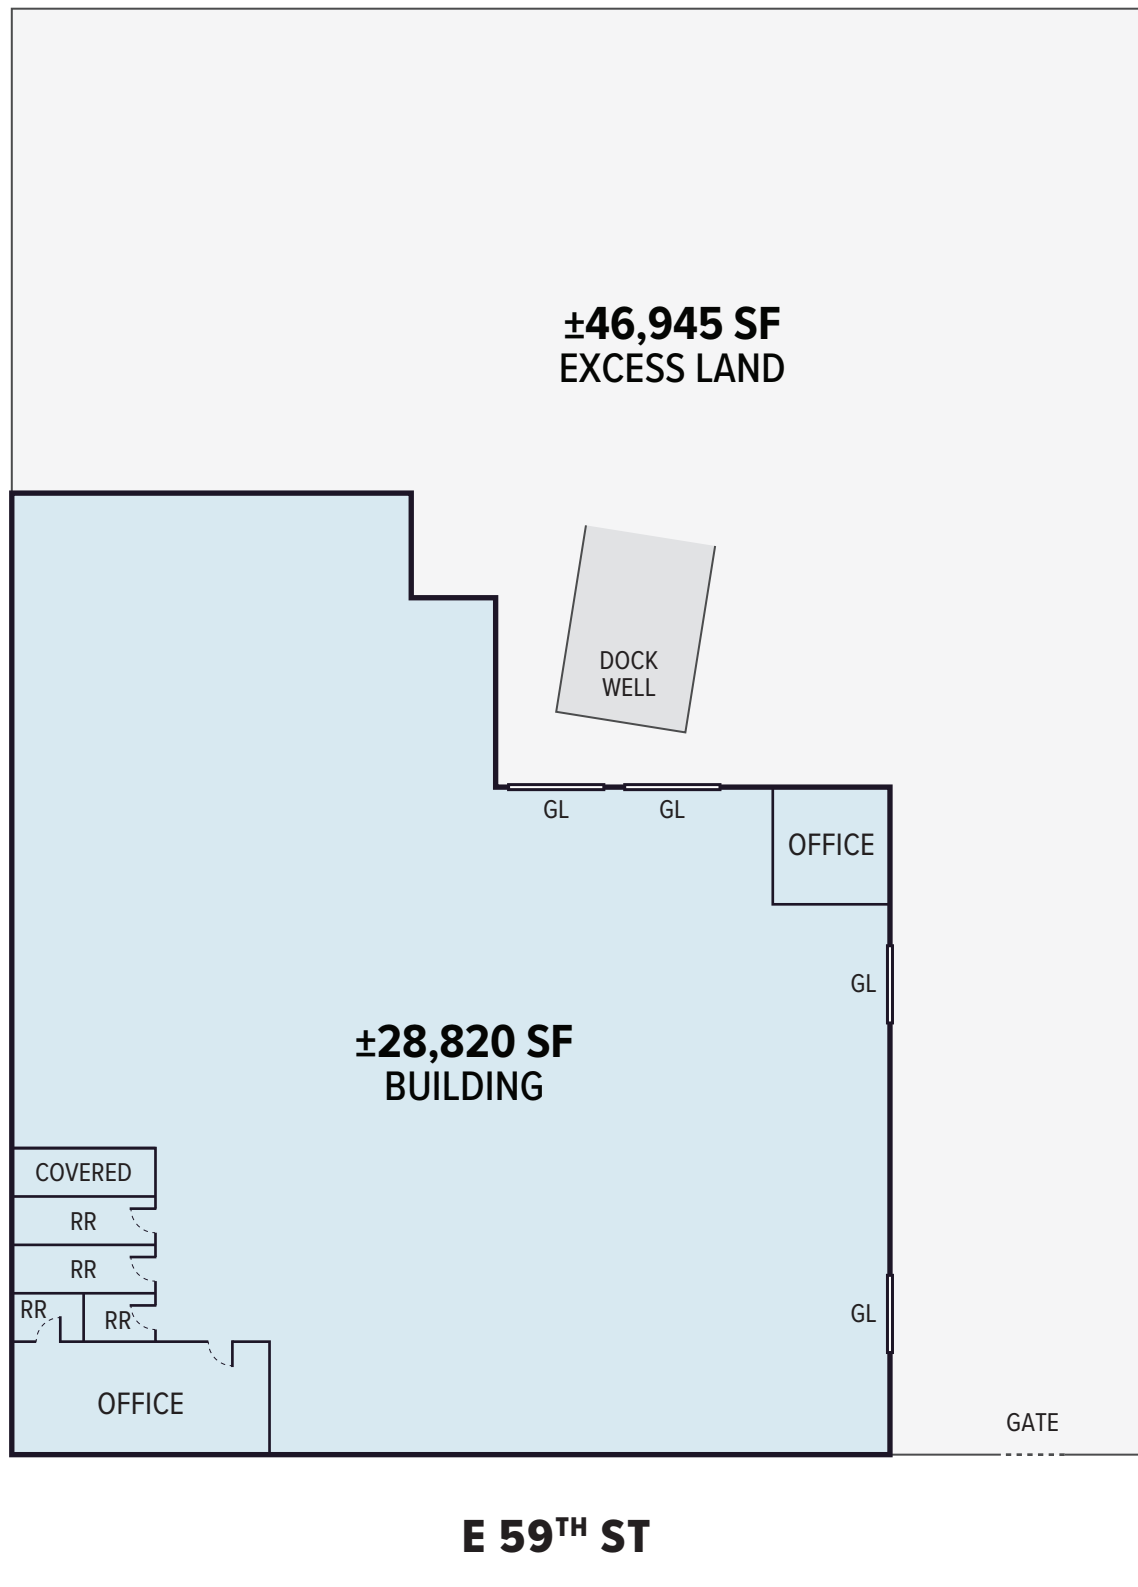 ±46,945 SF
EXCESS LAND
DOCK
WELL
GL GL
OFFICE
GL
±28,820 SF
BUILDING
COVERED
RR
RR
RR RR
GL
OFFICE
GATE
E 59TH ST